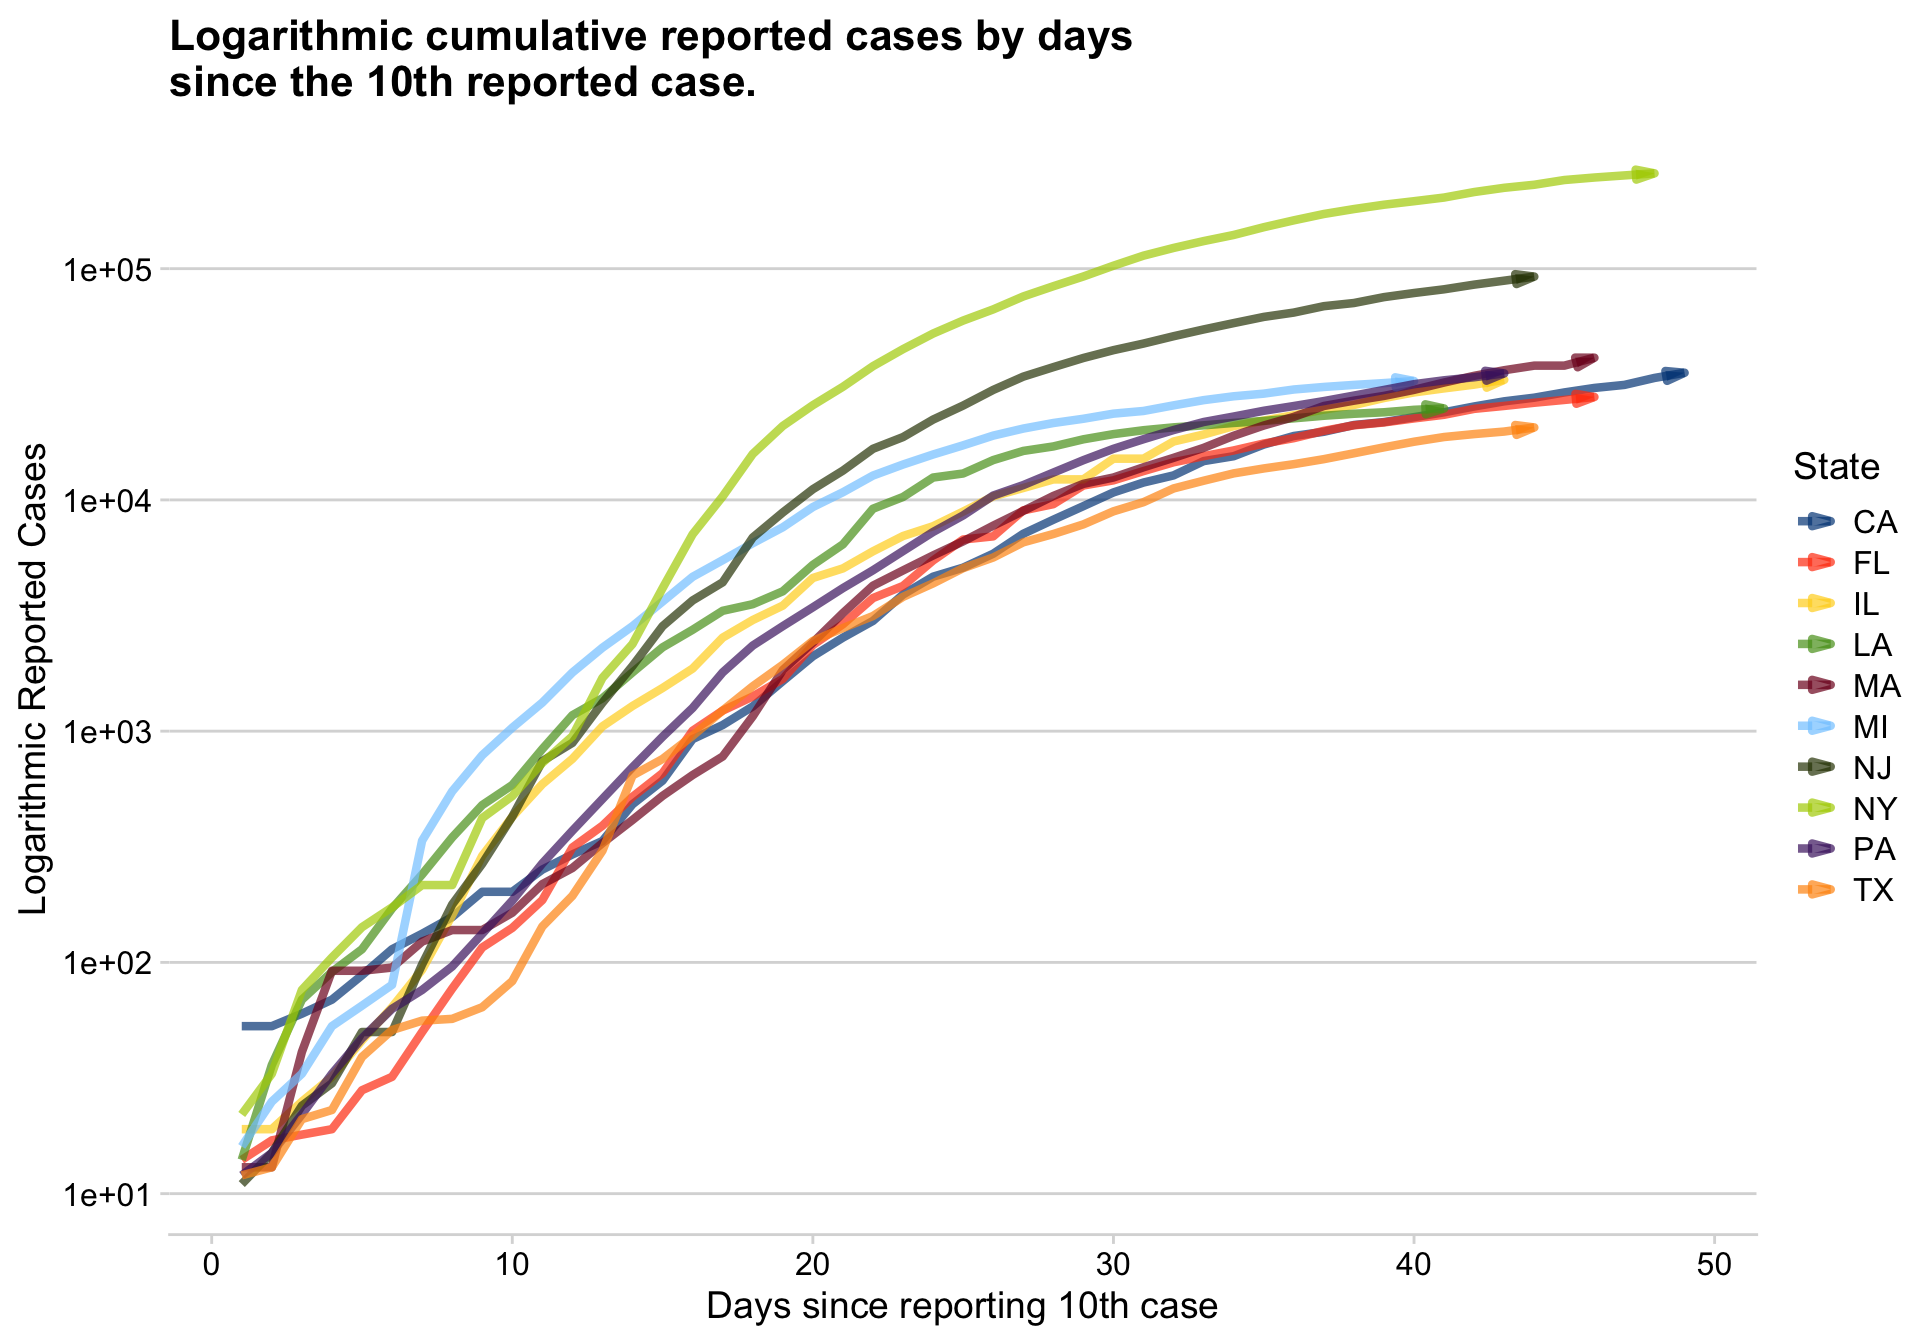 Logarithmic cumulative reported cases by days
since the 10th reported case.
Logarithmic Reported Cases
1e+05
1e+04
1e+03
1e+02
1e+01
0 10 20 30 40 50
Days since reporting 10th case
State
CA
FL
IL
LA
MA
MI
NJ
NY
PA
TX